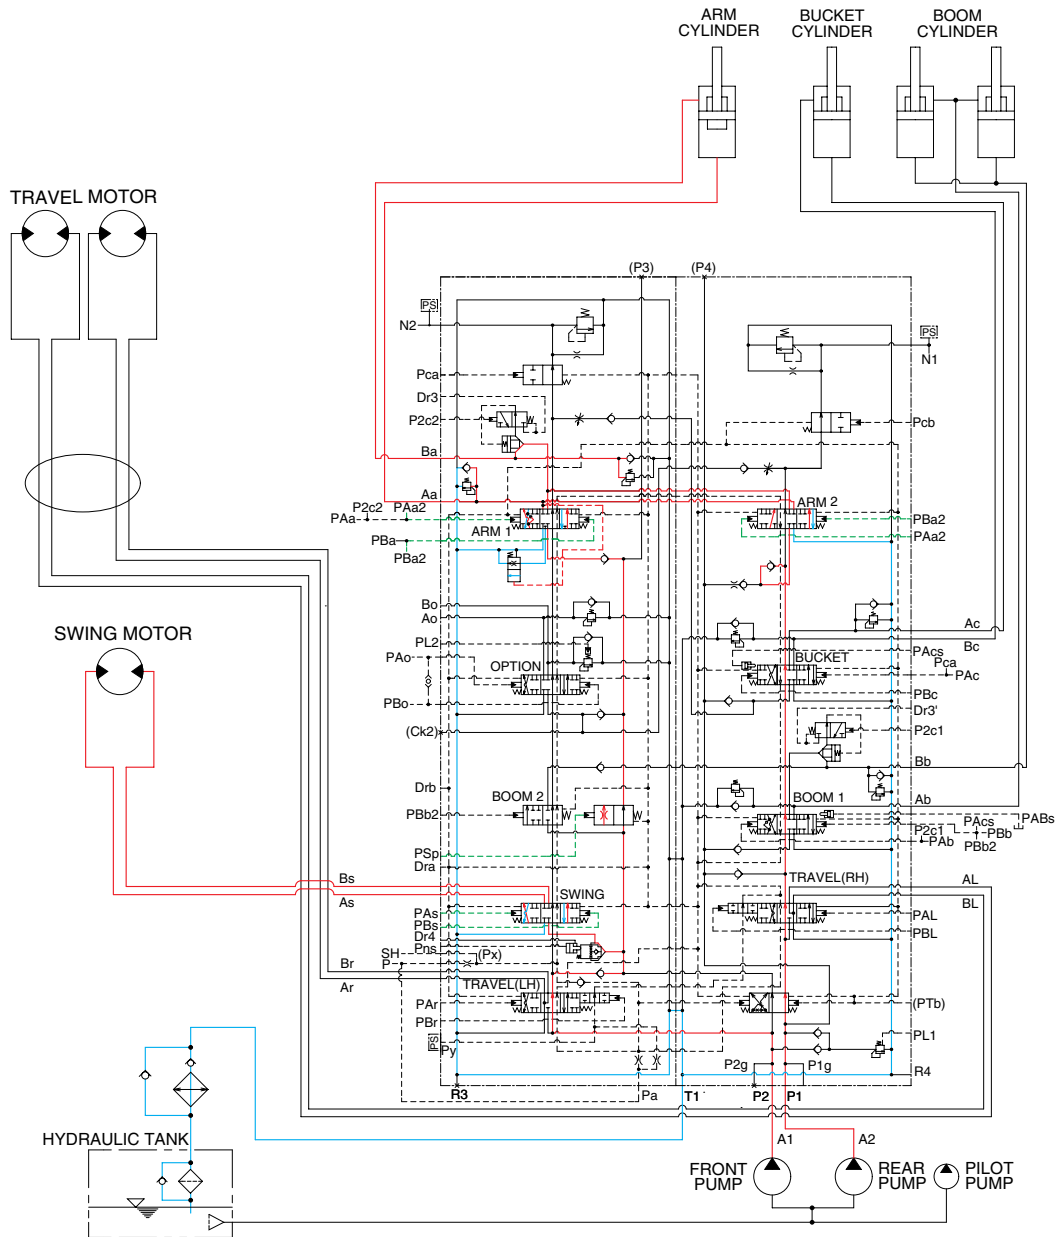 ARM
CYLINDER
BUCKET
CYLINDER
BOOM
CYLINDER
TRAVEL MOTOR
(P3)
(P4)
PS
N2
PS
N1
Pca
Dr3
P2c2
Pcb
Ba
Aa
P2c2
PAa2
PAa
ARM 1
ARM 2
PBa
PBa2
PBa2
PAa2
Bo
Ao
PL2
PAo
OPTION
PBo
(Ck2)
Ac
Bc
PAcs
Pca
BUCKET
PAc
PBc
Dr3'
P2c1
Bb
SWING MOTOR
Drb
BOOM 2
PBb2
PSp
Dra
Ab
BOOM 1
PABs
PAcs
P2c1
PBb
PAb
PBb2
Bs
As
SWING
PAs
PBs
Dr4
Pns
SH
P
(Px)
TRAVEL(RH)
AL
BL
PAL
PBL
Br
Ar
TRAVEL(LH)
PAr
PBr
PS
Py
(PTb)
PL1
P2g
P1g
R4
R3
Pa
T1
P2
P1
HYDRAULIC TANK
A1
A2
FRONT
PUMP
REAR
PUMP
PILOT
PUMP